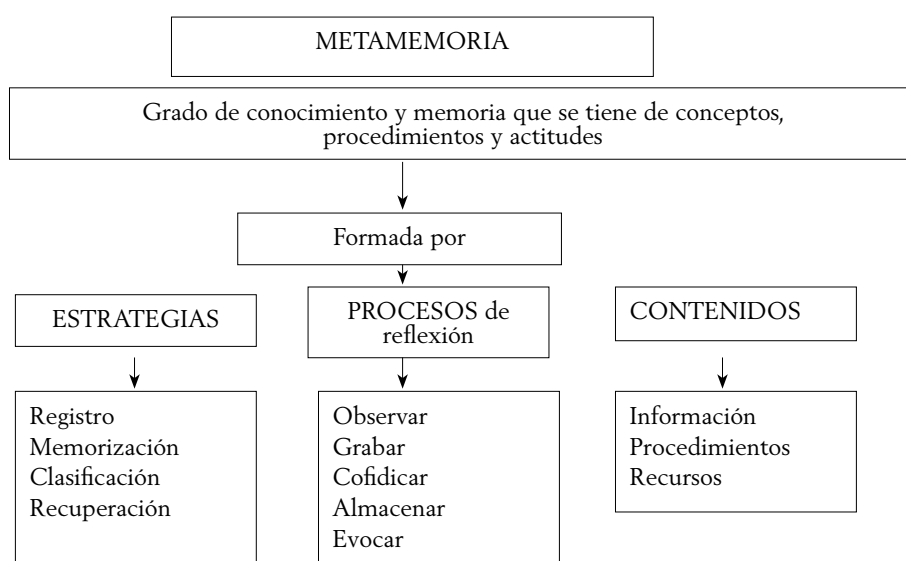 METAMEMORIA
Grado de conocimiento y memoria que se tiene de conceptos,
procedimientos y actitudes
Formada por
ESTRATEGIAS
PROCESOS de
reflexión
CONTENIDOS
Registro
Memorización
Clasificación
Recuperación
Observar
Grabar
Cofidicar
Almacenar
Evocar
Información
Procedimientos
Recursos